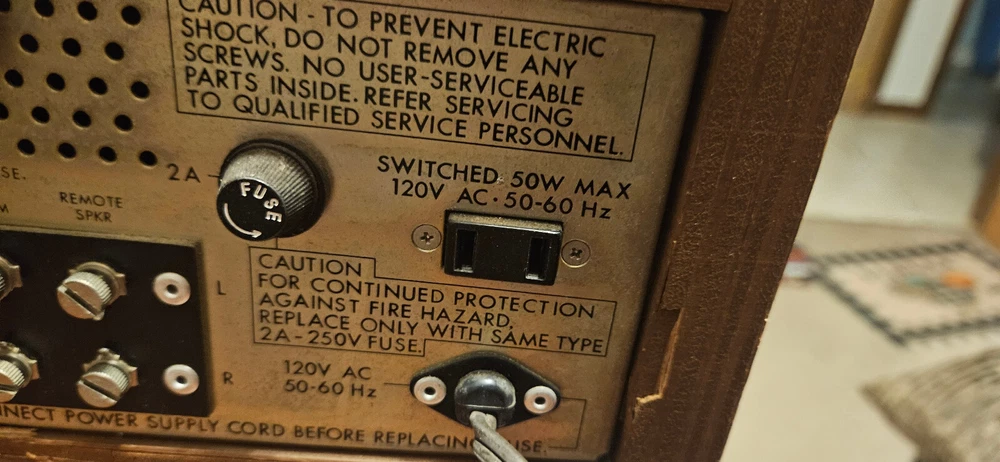 CAUTION - TO PREVENT ELECTRIC
SHOCK, DO NOT REMOVE ANY
SCREWS. NO USER-SERVICEABLE
PARTS INSIDE. REFER SERVICING
TO QUALIFIED SERVICE PERSONNEL.
2A
FUSE
SWITCHED 50W MAX
120V AC · 50-60 Hz
SE.
M
REMOTE
SPKR
L
R
CAUTION
FOR CONTINUED PROTECTION
AGAINST FIRE HAZARD,
REPLACE ONLY WITH SAME TYPE
2A-250V FUSE.
120V AC
50-60 Hz
NNECT POWER SUPPLY CORD BEFORE REPLACING USE.